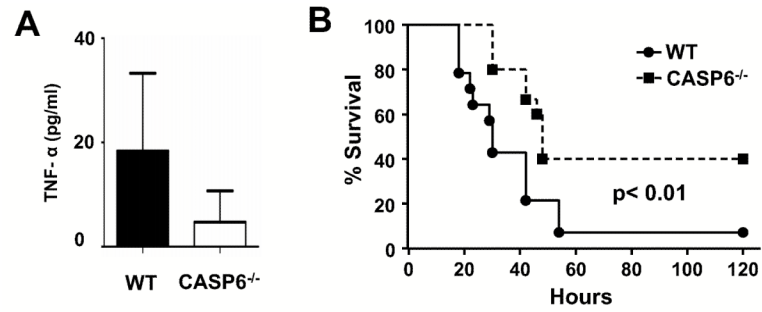 A
TNF- α (pg/ml)
40
20
0
WT CASP6-/-
B
% Survival
100
80
60
40
20
0
WT
CASP6-/-
p< 0.01
0 20 40 60 80 100 120
Hours